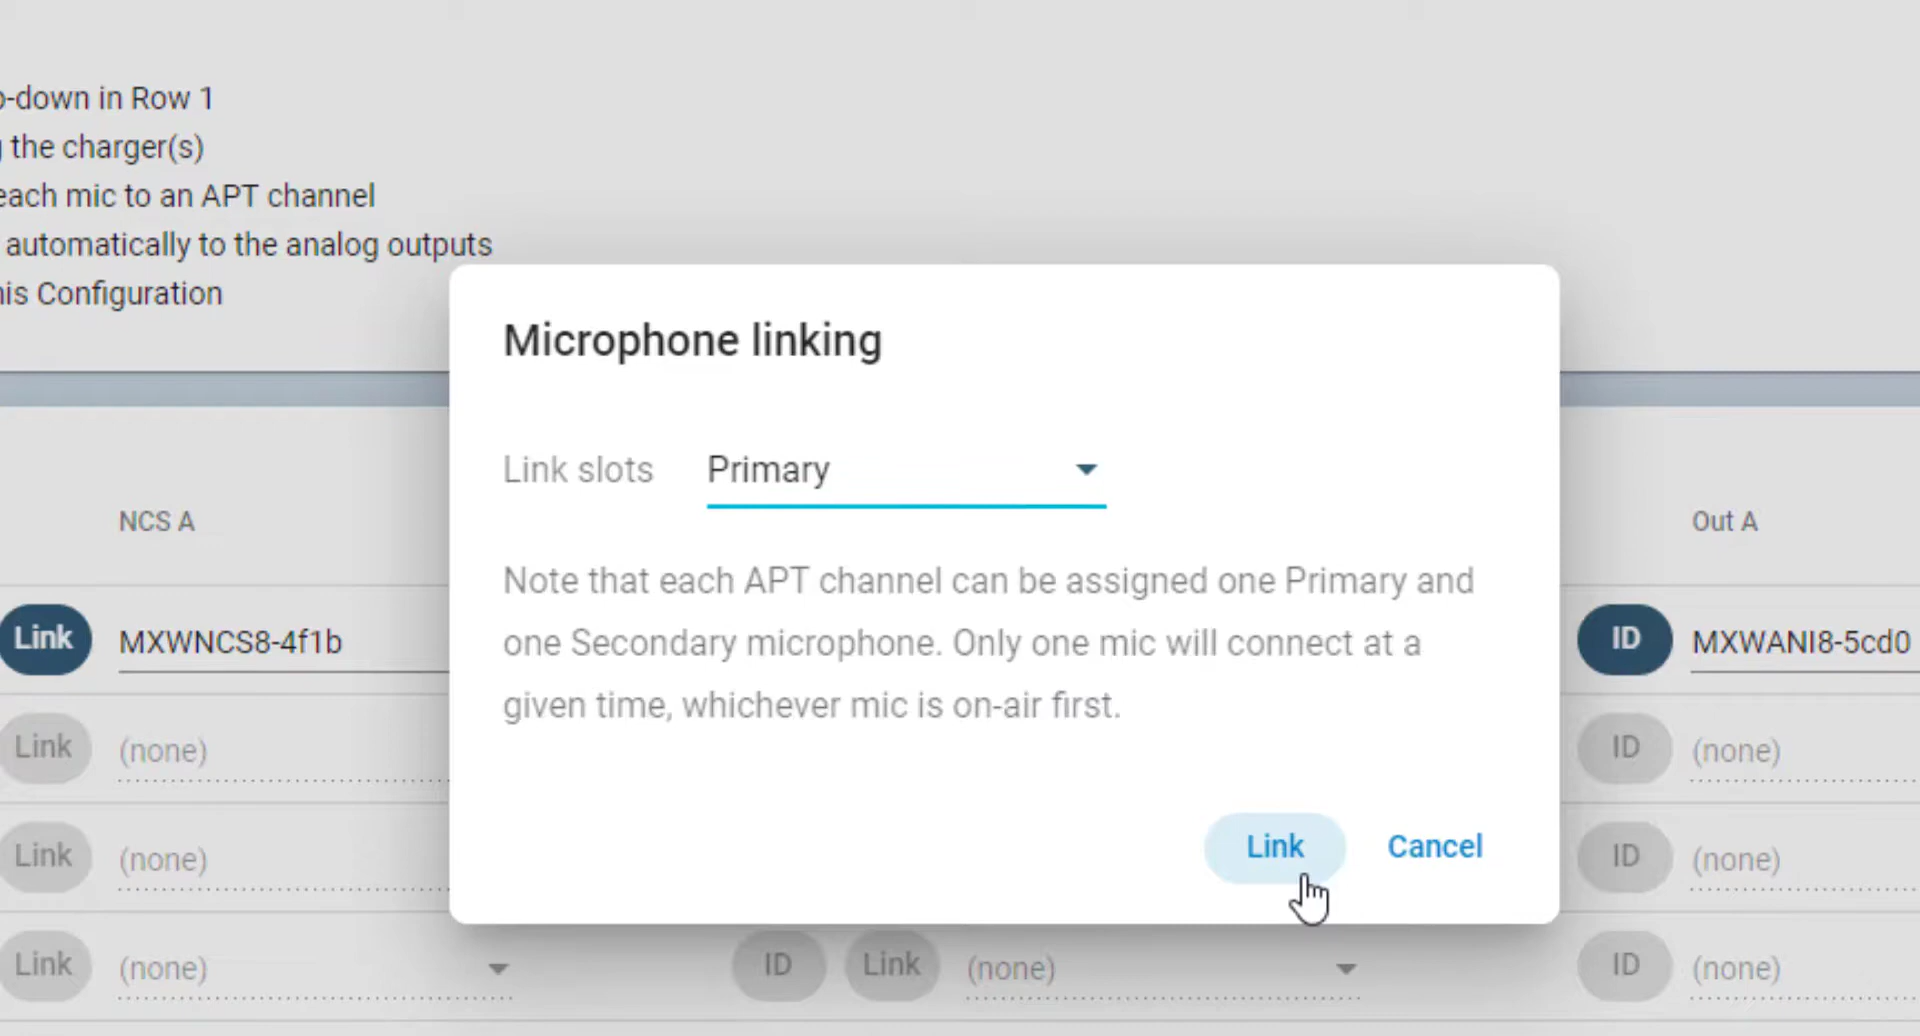 -down in Row 1
the charger(s)
each mic to an APT channel
automatically to the analog outputs
his Configuration
Microphone linking
Link slots Primary
Note that each APT channel can be assigned one Primary and
one Secondary microphone. Only one mic will connect at a
given time, whichever mic is on-air first.
Link Cancel
NCS A Out A
Link MXWNCS8-4f1b ID MXWANI8-5cd0
Link (none) ID (none)
Link (none) ID (none)
Link (none) ID Link (none) ID (none)